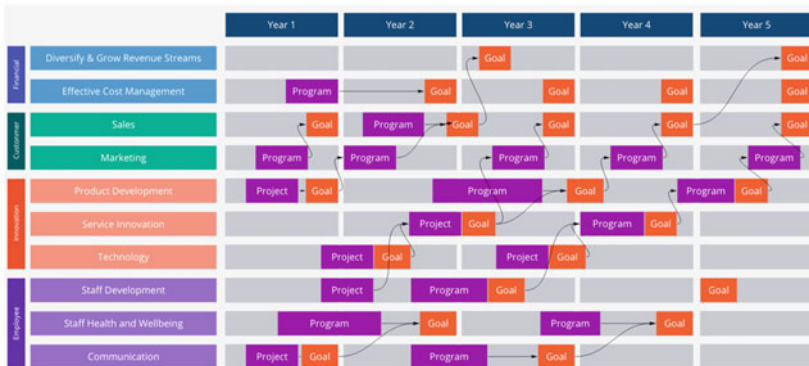 Year 1 Year 2 Year 3 Year 4 Year 5
Financial
Diversify & Grow Revenue Streams Goal Goal
Effective Cost Management Program Goal Goal Goal Goal
Custonmer
Sales Goal Program Goal Goal Goal Goal
Marketing Program Program Program Program Program
Innovation
Product Development Project Goal Program Goal Program Goal
Service Innovation Project Goal Program Goal
Technology Project Goal Project Goal
Employee
Staff Development Project Program Goal Goal
Staff Health and Wellbeing Program Goal Program Goal
Communication Project Goal Program Goal